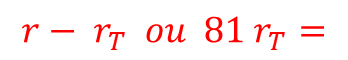 r − r_T ou 81 r_T =